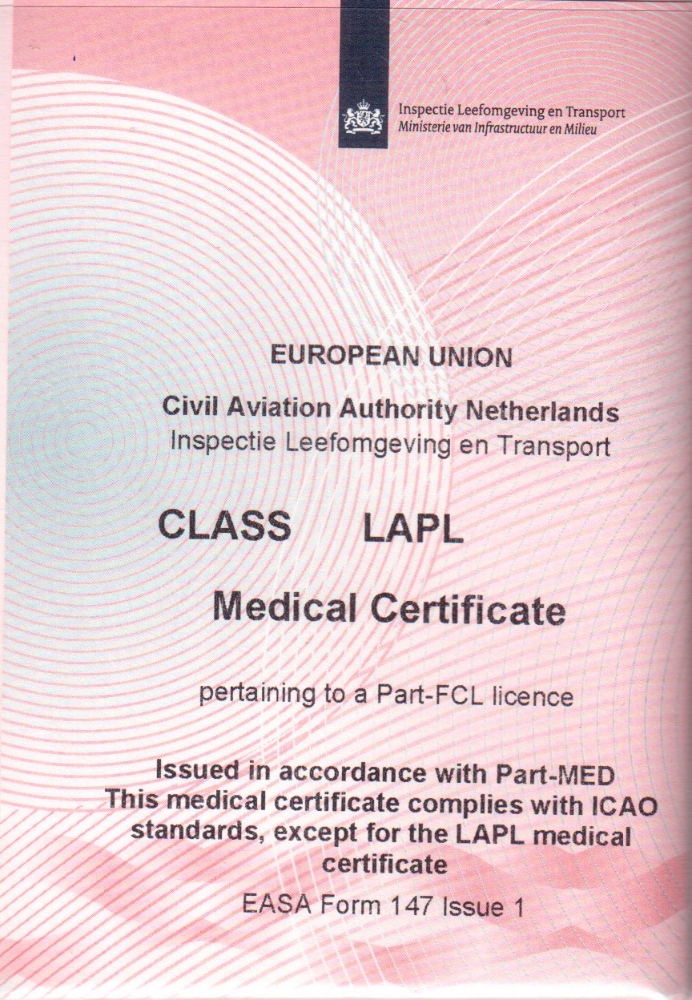 Inspectie Leefomgeving en Transport
Ministerie van Infrastructuur en Milieu
EUROPEAN UNION
Civil Aviation Authority Netherlands
Inspectie Leefomgeving en Transport
CLASS LAPL
Medical Certificate
pertaining to a Part-FCL licence
Issued in accordance with Part-MED
This medical certificate complies with ICAO
standards, except for the LAPL medical
certificate
EASA Form 147 Issue 1